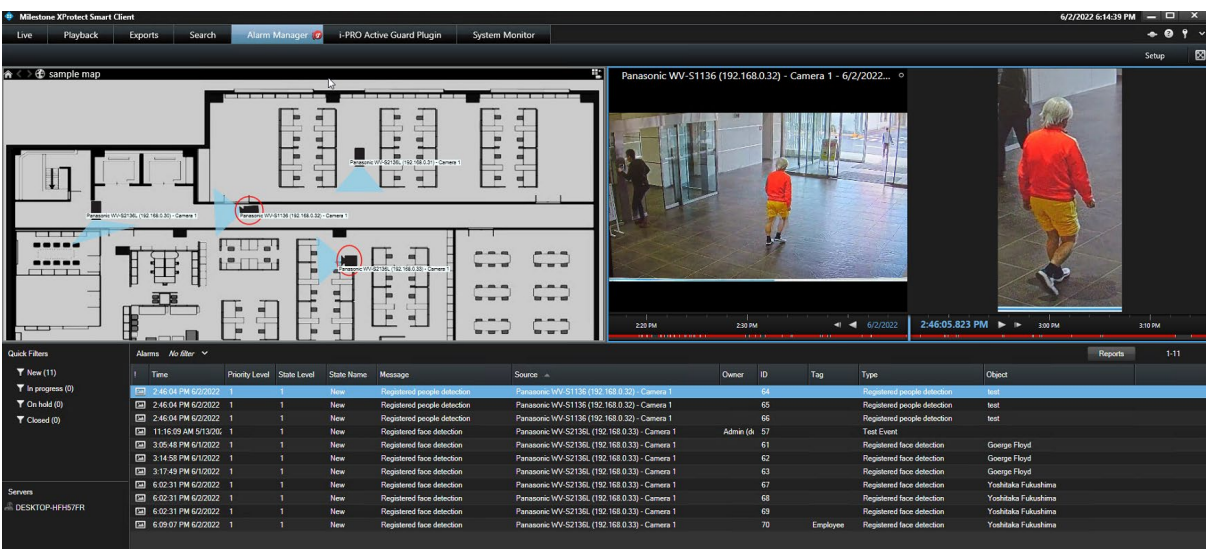 Milestone XProtect Smart Client 6/2/2022 6:14:39 PM
Live Playback Exports Search Alarm Manager i-PRO Active Guard Plugin System Monitor
Setup
sample map
Panasonic WV-S2136L (192.168.0.31) - Camera 1
Panasonic WV-S2136L (192.168.0.30) - Camera 1
Panasonic WV-S1136 (192.168.0.32) - Camera 1
Panasonic WV-S2136L (192.168.0.33) - Camera 1
Panasonic WV-S1136 (192.168.0.32) - Camera 1 - 6/2/2022...
2:20 PM 2:30 PM 6/2/2022 2:46:05.823 PM 3:00 PM 3:10 PM
Quick Filters
New (11)
In progress (0)
On hold (0)
Closed (0)
Servers
DESKTOP-HFH57FR
Alarms No filter Reports 1-11
! Time Priority Level State Level State Name Message Source Owner ID Tag Type Object
2:46:04 PM 6/2/2022 1 1 New Registered people detection Panasonic WV-S1136 (192.168.0.32) - Camera 1 64 Registered people detection test
2:46:04 PM 6/2/2022 1 1 New Registered people detection Panasonic WV-S1136 (192.168.0.32) - Camera 1 65 Registered people detection test
2:46:04 PM 6/2/2022 1 1 New Registered people detection Panasonic WV-S1136 (192.168.0.32) - Camera 1 66 Registered people detection test
11:16:09 AM 5/13/202 1 1 New Registered face detection Panasonic WV-S2136L (192.168.0.33) - Camera 1 Admin (de 57 Test Event
3:05:48 PM 6/1/2022 1 1 New Registered face detection Panasonic WV-S2136L (192.168.0.33) - Camera 1 61 Registered face detection Goerge Floyd
3:14:58 PM 6/1/2022 1 1 New Registered face detection Panasonic WV-S2136L (192.168.0.33) - Camera 1 62 Registered face detection Goerge Floyd
3:17:49 PM 6/1/2022 1 1 New Registered face detection Panasonic WV-S2136L (192.168.0.33) - Camera 1 63 Registered face detection Goerge Floyd
6:02:31 PM 6/2/2022 1 1 New Registered face detection Panasonic WV-S2136L (192.168.0.33) - Camera 1 67 Registered face detection Yoshitaka Fukushima
6:02:31 PM 6/2/2022 1 1 New Registered face detection Panasonic WV-S2136L (192.168.0.33) - Camera 1 68 Registered face detection Yoshitaka Fukushima
6:02:31 PM 6/2/2022 1 1 New Registered face detection Panasonic WV-S2136L (192.168.0.33) - Camera 1 69 Registered face detection Yoshitaka Fukushima
6:09:07 PM 6/2/2022 1 1 New Registered face detection Panasonic WV-S2136L (192.168.0.33) - Camera 1 70 Employee Registered face detection Yoshitaka Fukushima